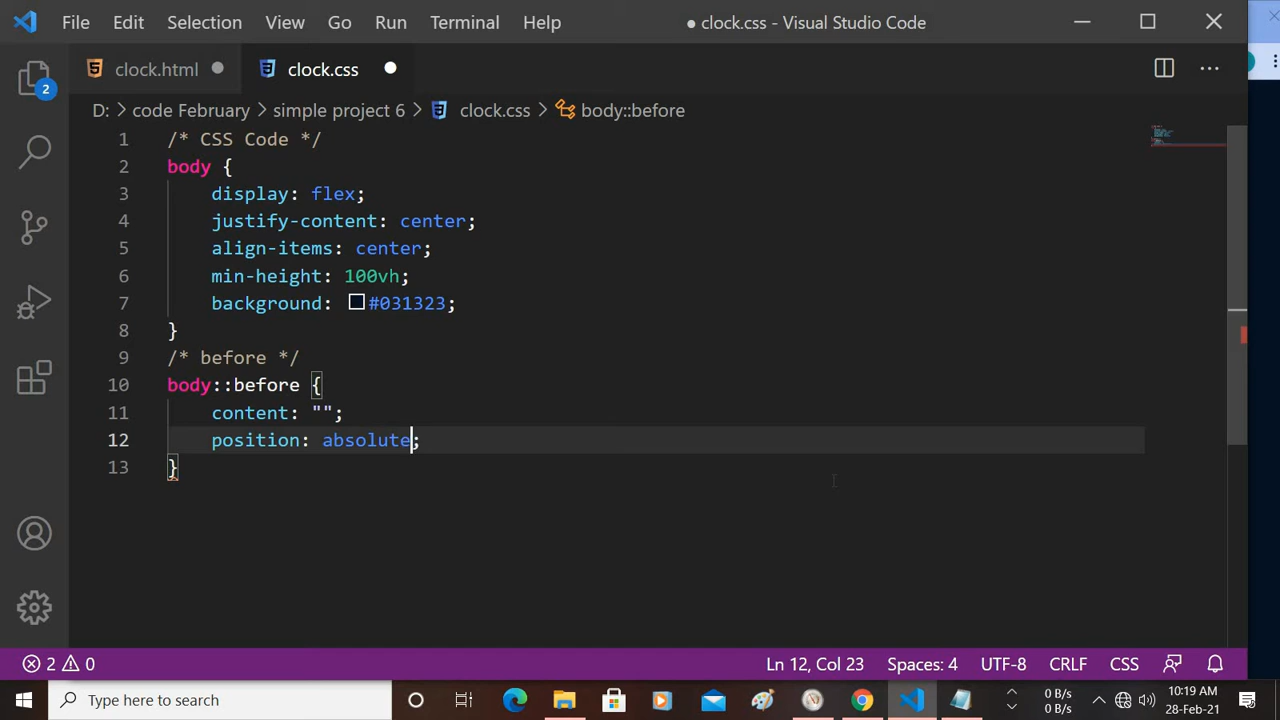 File Edit Selection View Go Run Terminal Help ● clock.css - Visual Studio Code
clock.html clock.css
D: > code February > simple project 6 > clock.css > body::before
1 /* CSS Code */
2 body {
3 display: flex;
4 justify-content: center;
5 align-items: center;
6 min-height: 100vh;
7 background: #031323;
8 }
9 /* before */
10 body::before {
11 content: "";
12 position: absolute;
13 }
2
2 0 Ln 12, Col 23 Spaces: 4 UTF-8 CRLF CSS
Type here to search
0 B/s
0 B/s
10:19 AM
28-Feb-21